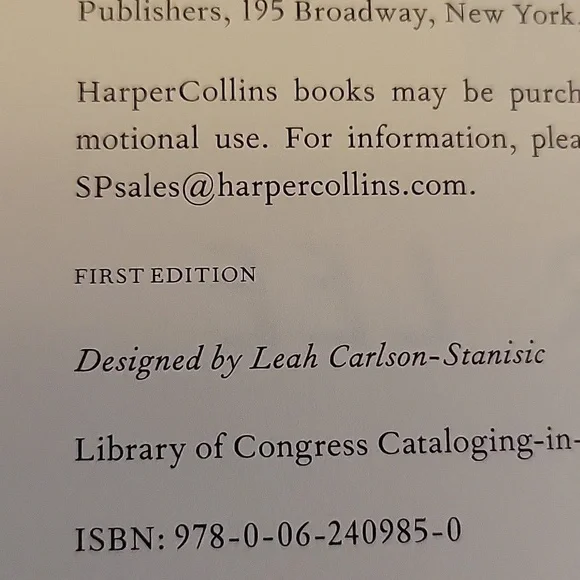 Publishers, 195 Broadway, New York,
HarperCollins books may be purch
motional use. For information, plea
SPsales@harpercollins.com.
FIRST EDITION
Designed by Leah Carlson-Stanisic
Library of Congress Cataloging-in-
ISBN: 978-0-06-240985-0